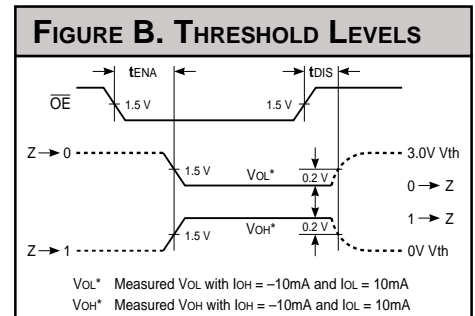 FIGURE B. THRESHOLD LEVELS
tENA tDIS
OE 1.5 V 1.5 V
Z → 0 3.0V Vth
1.5 V VOL* 0.2 V 0 → Z
1.5 V VOH* 0.2 V 1 → Z
Z → 1 0V Vth
VOL* Measured VOL with IOH = –10mA and IOL = 10mA
VOH* Measured VOH with IOH = –10mA and IOL = 10mA